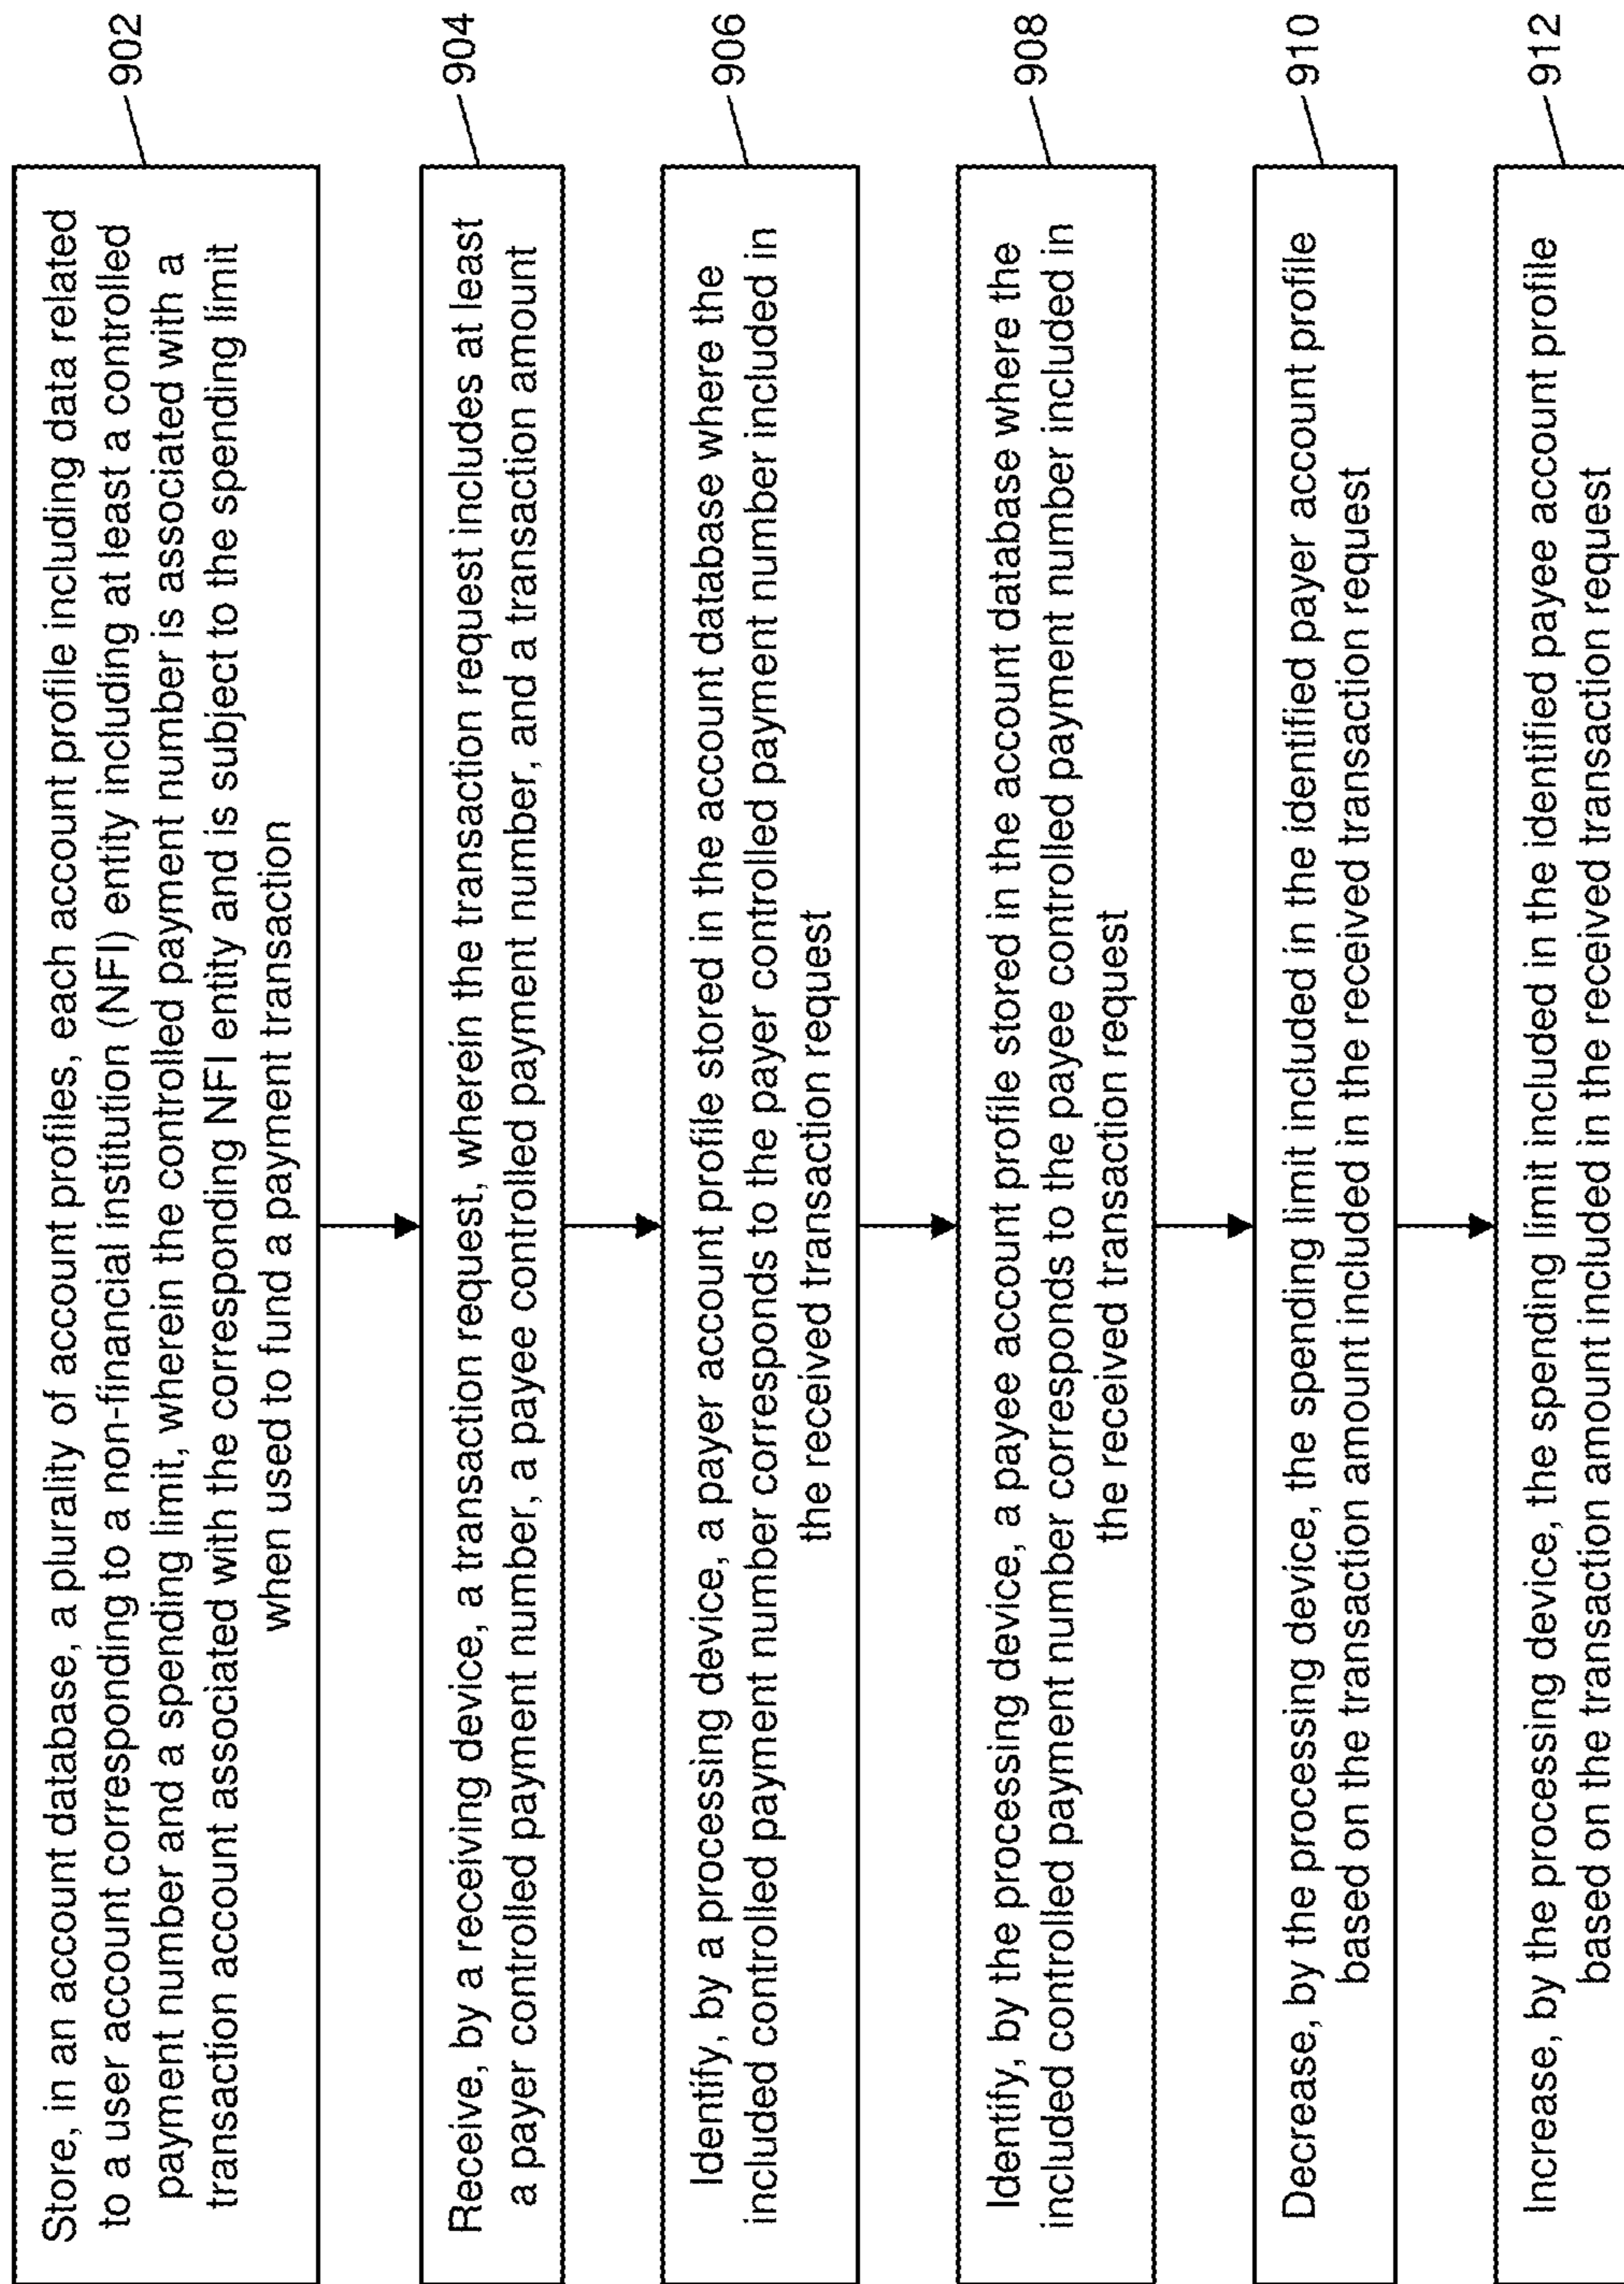 Store, in an account database, a plurality of account profiles, each account profile including data related
to a user account corresponding to a non-financial institution (NFI) entity including at least a controlled
payment number and a spending limit, wherein the controlled payment number is associated with a
transaction account associated with the corresponding NFI entity and is subject to the spending limit
when used to fund a payment transaction
902
Receive, by a receiving device, a transaction request, wherein the transaction request includes at least
a payer controlled payment number, a payee controlled payment number, and a transaction amount
904
Identify, by a processing device, a payer account profile stored in the account database where the
included controlled payment number corresponds to the payer controlled payment number included in
the received transaction request
906
Identify, by the processing device, a payee account profile stored in the account database where the
included controlled payment number corresponds to the payee controlled payment number included in
the received transaction request
908
Decrease, by the processing device, the spending limit included in the identified payer account profile
based on the transaction amount included in the received transaction request
910
Increase, by the processing device, the spending limit included in the identified payee account profile
based on the transaction amount included in the received transaction request
912